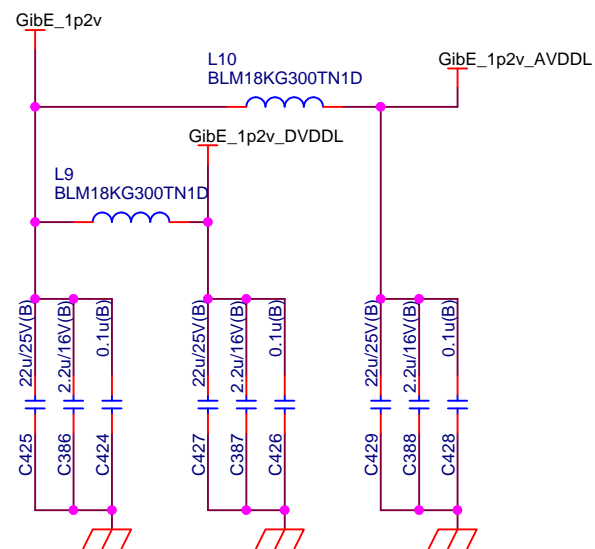 GibE_1p2v
L10
BLM18KG300TN1D
GibE_1p2v_AVDDL
GibE_1p2v_DVDDL
L9
BLM18KG300TN1D
22u/25V(B)
2.2u/16V(B)
0.1u(B)
22u/25V(B)
2.2u/16V(B)
0.1u(B)
22u/25V(B)
2.2u/16V(B)
0.1u(B)
C425
C386
C424
C427
C387
C426
C429
C388
C428